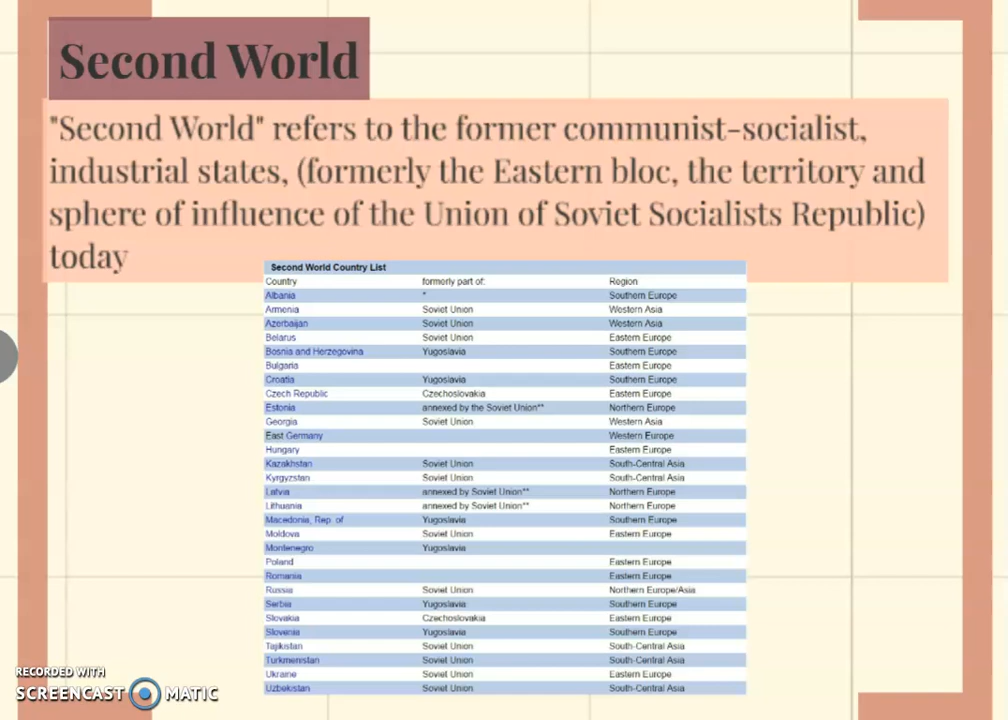 Second World
"Second World" refers to the former communist-socialist,
industrial states, (formerly the Eastern bloc, the territory and
sphere of influence of the Union of Soviet Socialists Republic)
today
Second World Country List
Country formerly part of: Region
Albania * Southern Europe
Armenia Soviet Union Western Asia
Azerbaijan Soviet Union Western Asia
Belarus Soviet Union Eastern Europe
Bosnia and Herzegovina Yugoslavia Southern Europe
Bulgaria Eastern Europe
Croatia Yugoslavia Southern Europe
Czech Republic Czechoslovakia Eastern Europe
Estonia annexed by the Soviet Union** Northern Europe
Georgia Soviet Union Western Asia
East Germany Western Europe
Hungary Eastern Europe
Kazakhstan Soviet Union South-Central Asia
Kyrgyzstan Soviet Union South-Central Asia
Latvia annexed by Soviet Union** Northern Europe
Lithuania annexed by Soviet Union** Northern Europe
Macedonia, Rep. of Yugoslavia Southern Europe
Moldova Soviet Union Eastern Europe
Montenegro Yugoslavia
Poland Eastern Europe
Romania Eastern Europe
Russia Soviet Union Northern Europe/Asia
Serbia Yugoslavia Southern Europe
Slovakia Czechoslovakia Eastern Europe
Slovenia Yugoslavia Southern Europe
Tajikistan Soviet Union South-Central Asia
Turkmenistan Soviet Union South-Central Asia
Ukraine Soviet Union Eastern Europe
Uzbekistan Soviet Union South-Central Asia
RECORDED WITH
SCREENCAST MATIC